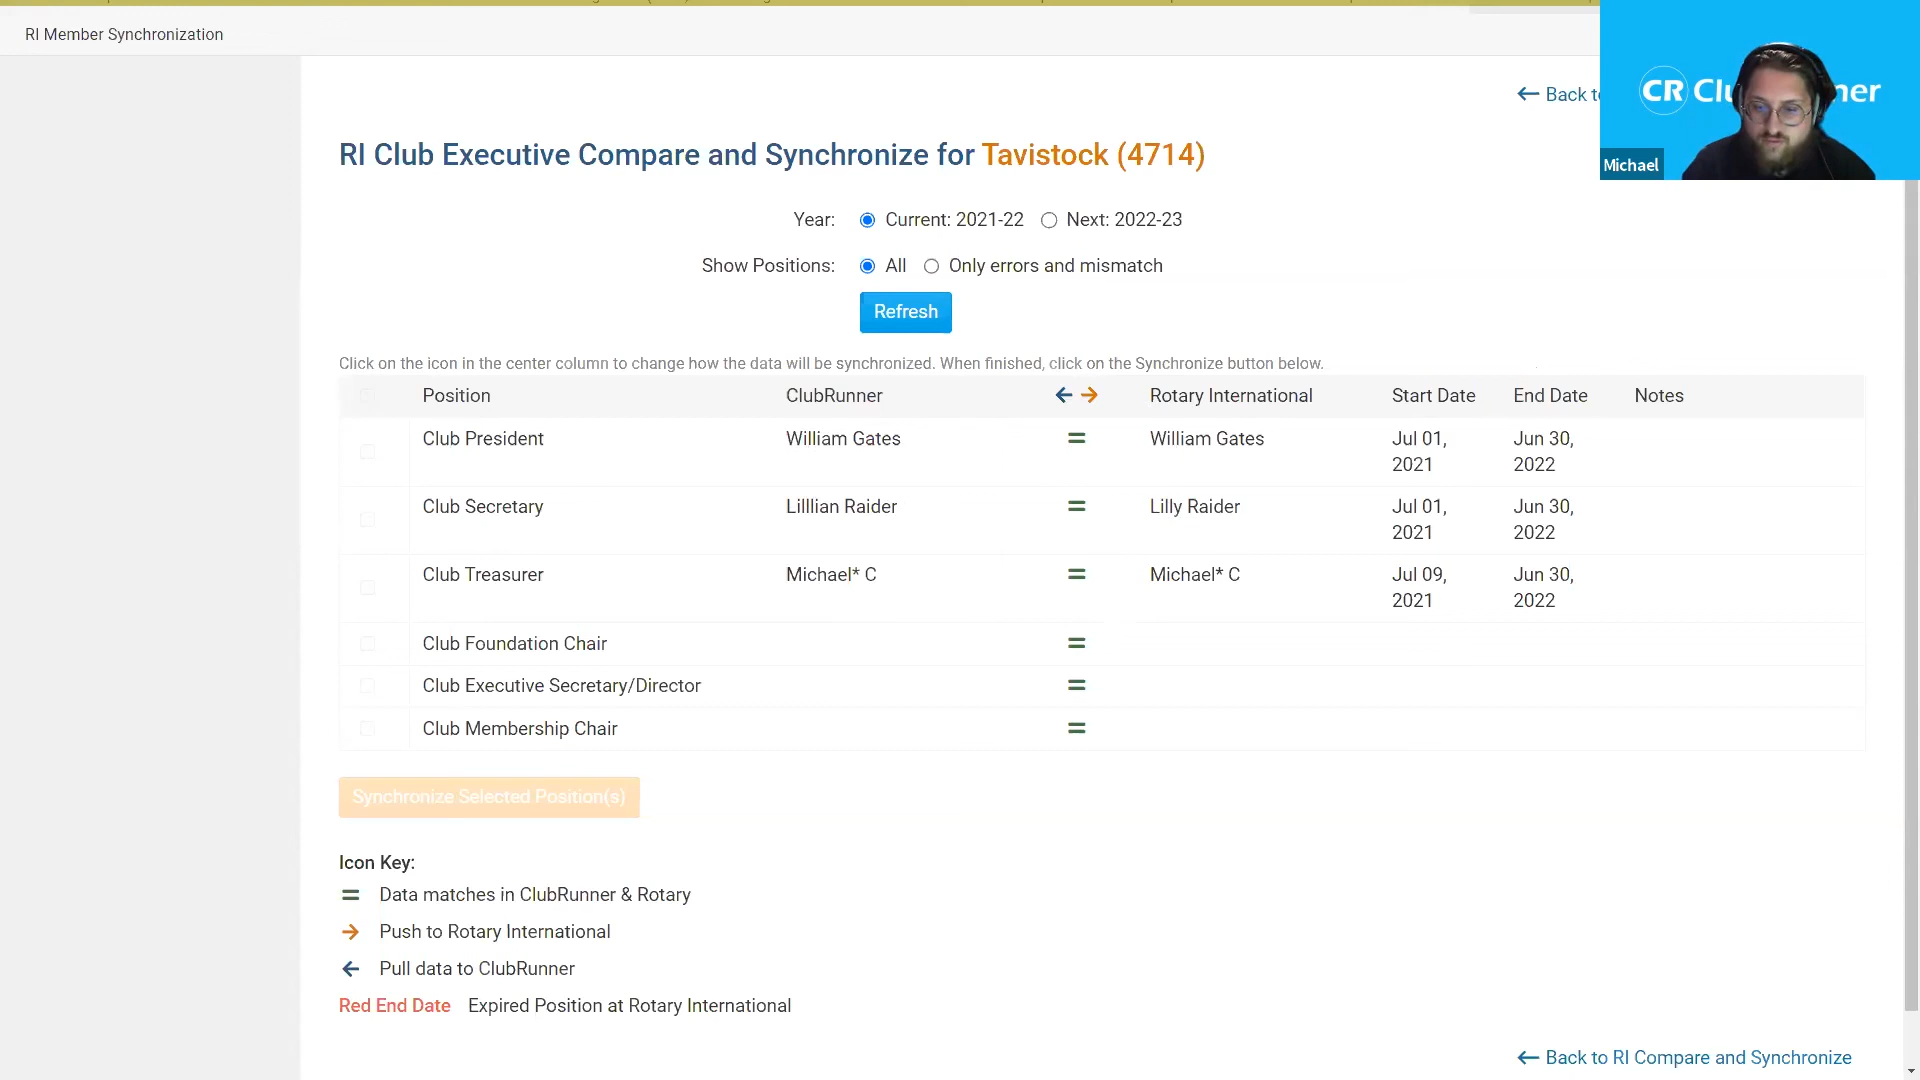 RI Member Synchronization
Back to
CR Clu
ner
Michael
RI Club Executive Compare and Synchronize for Tavistock (4714)
Year: Current: 2021-22 Next: 2022-23
Show Positions: All Only errors and mismatch
Refresh
Click on the icon in the center column to change how the data will be synchronized. When finished, click on the Synchronize button below.
Position ClubRunner ← → Rotary International Start Date End Date Notes
Club President William Gates = William Gates Jul 01, 2021 Jun 30, 2022
Club Secretary Lilllian Raider = Lilly Raider Jul 01, 2021 Jun 30, 2022
Club Treasurer Michael* C = Michael* C Jul 09, 2021 Jun 30, 2022
Club Foundation Chair =
Club Executive Secretary/Director =
Club Membership Chair =
Synchronize Selected Position(s)
Icon Key:
= Data matches in ClubRunner & Rotary
→ Push to Rotary International
← Pull data to ClubRunner
Red End Date Expired Position at Rotary International
← Back to RI Compare and Synchronize